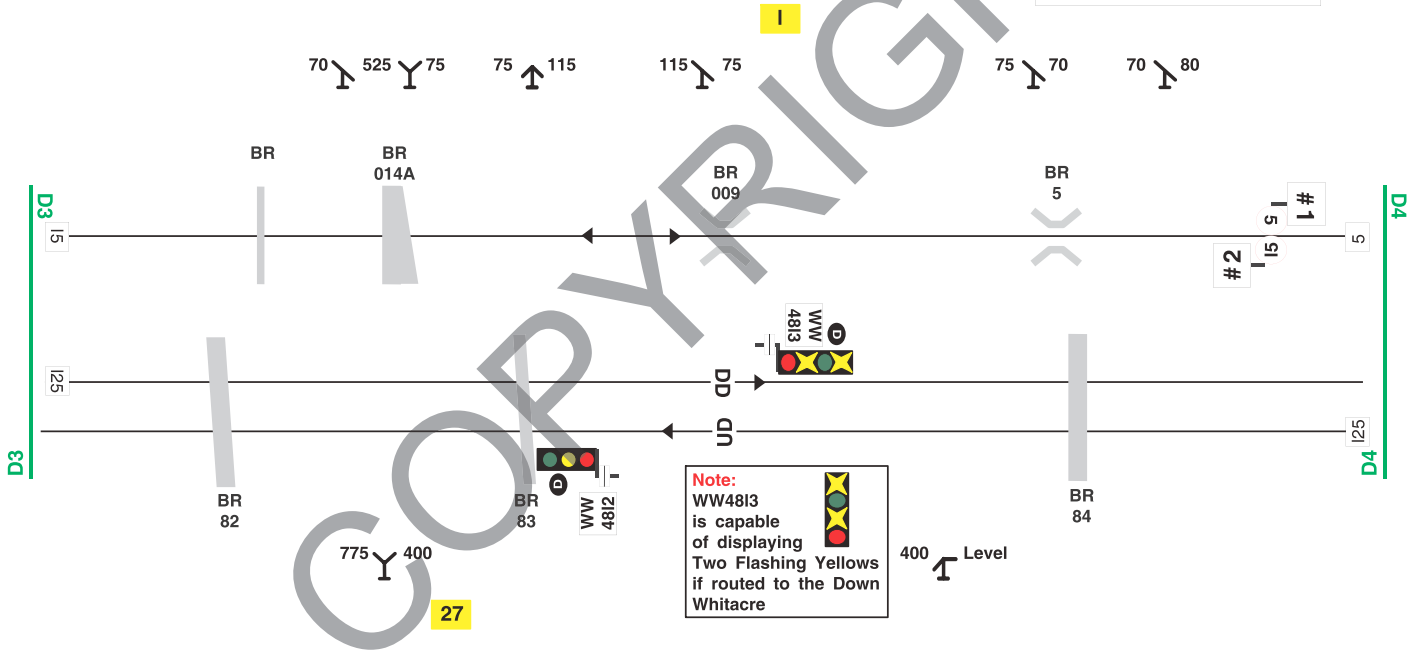 I
70
525
75
75
115
115
75
75
70
70
80
BR
BR
014A
BR
009
BR
5
D3
D4
I5
5
5
I5
#1
#2
WW
48I3
D
I25
DD
UD
I25
D3
D4
BR
82
BR
83
D
WW
48I2
BR
84
Note:
WW48I3
is capable
of displaying
Two Flashing Yellows
if routed to the Down
Whitacre
775
400
400
Level
27
COPYRIG